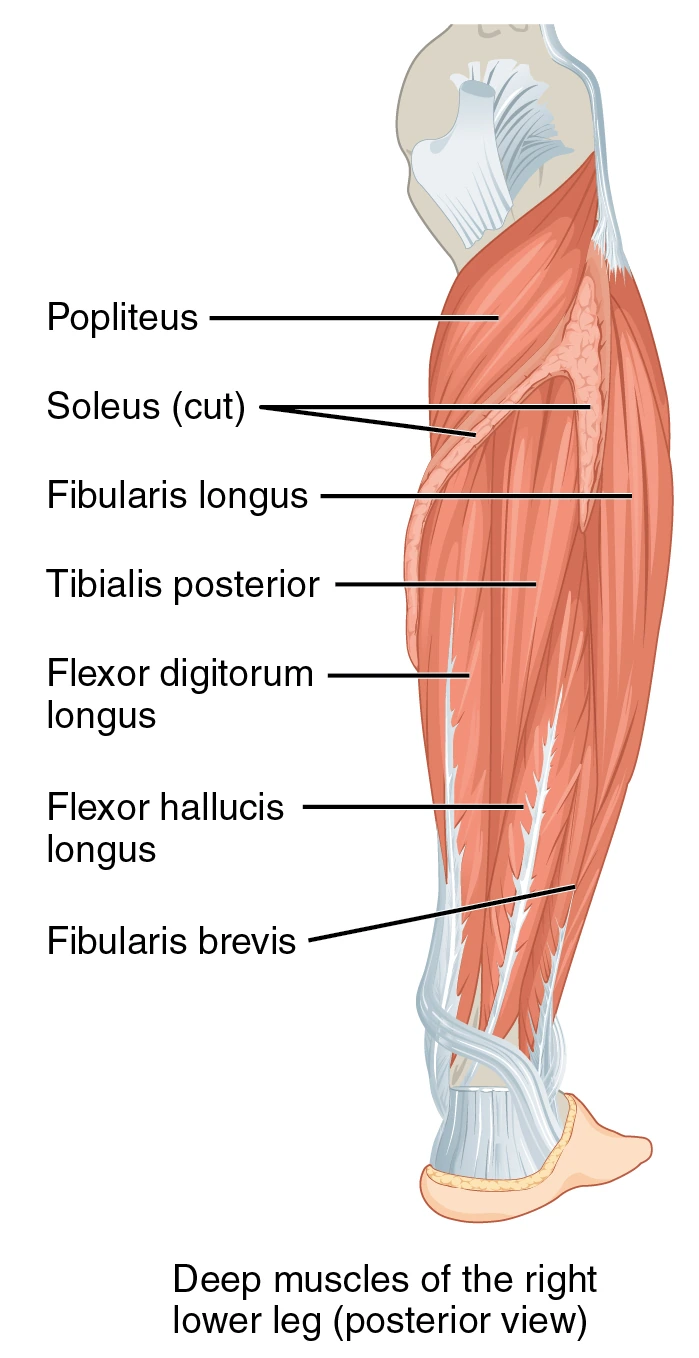 Popliteus
Soleus (cut)
Fibularis longus
Tibialis posterior
Flexor digitorum
longus
Flexor hallucis
longus
Fibularis brevis
Deep muscles of the right
lower leg (posterior view)